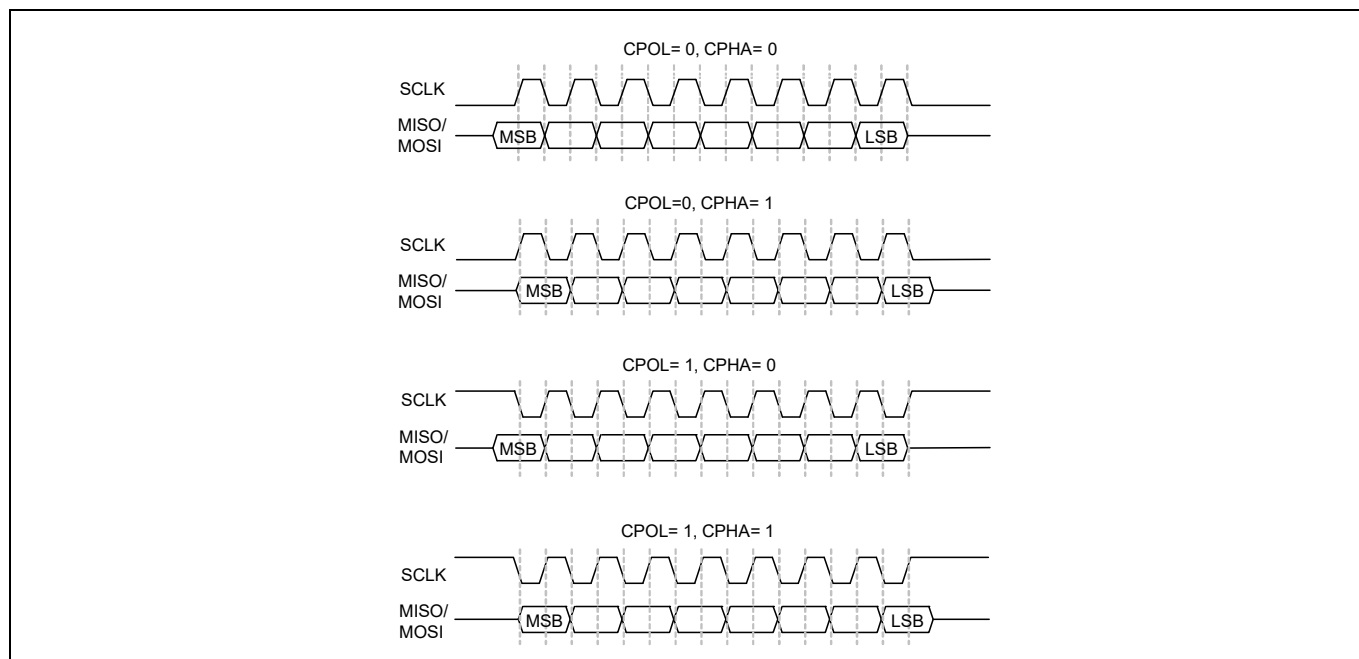 CPOL= 0, CPHA= 0
SCLK
MISO/
MOSI
MSB
LSB
CPOL=0, CPHA= 1
SCLK
MISO/
MOSI
MSB
LSB
CPOL= 1, CPHA= 0
SCLK
MISO/
MOSI
MSB
LSB
CPOL= 1, CPHA= 1
SCLK
MISO/
MOSI
MSB
LSB